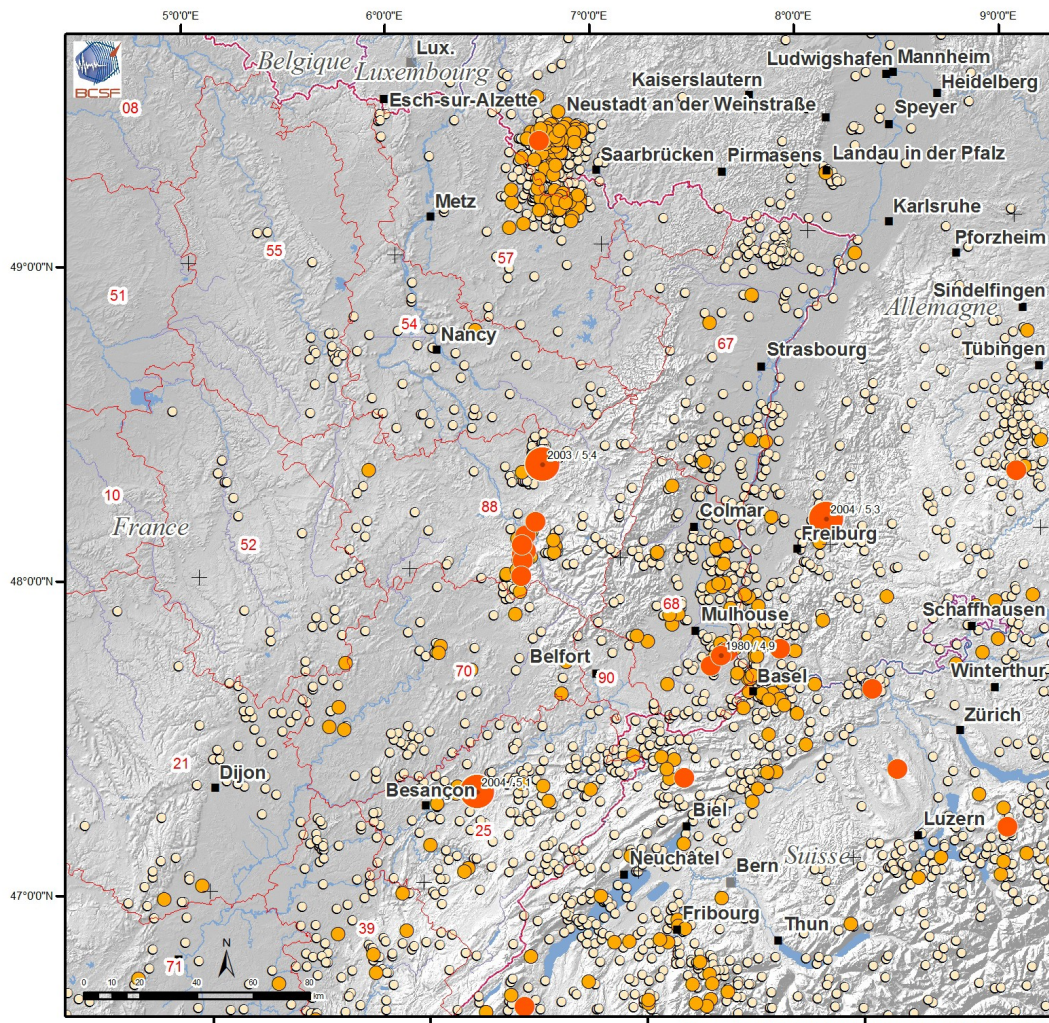 5°0'0"E
6°0'0"E
7°0'0"E
8°0'0"E
9°0'0"E
BCSF
Belgique
Lux.
Luxembourg
Ludwigshafen
Mannheim
Kaiserslautern
Heidelberg
08
Esch-sur-Alzette
Neustadt an der Weinstraße
Speyer
Saarbrücken
Pirmasens
Landau in der Pfalz
Metz
Karlsruhe
55
57
Pforzheim
49°0'0"N
51
54
Sindelfingen
Allemagne
Nancy
67
Strasbourg
Tübingen
2003 / 5.4
10
88
France
Colmar
2004 / 5.3
52
Freiburg
48°0'0"N
68
Mulhouse
Schaffhausen
1980 / 4.9
Belfort
70
90
Basel
Winterthur
Zürich
21
Dijon
Besançon
2004 / 5.1
25
Biel
Luzern
Neuchâtel
Bern
Suisse
47°0'0"N
Fribourg
39
Thun
71
N
0 10 20 40 60 80
km